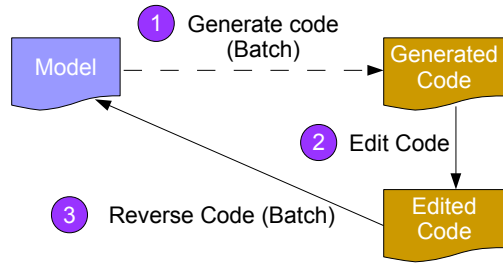 1 Generate code
(Batch)
Model
Generated
Code
2 Edit Code
3 Reverse Code (Batch)
Edited
Code